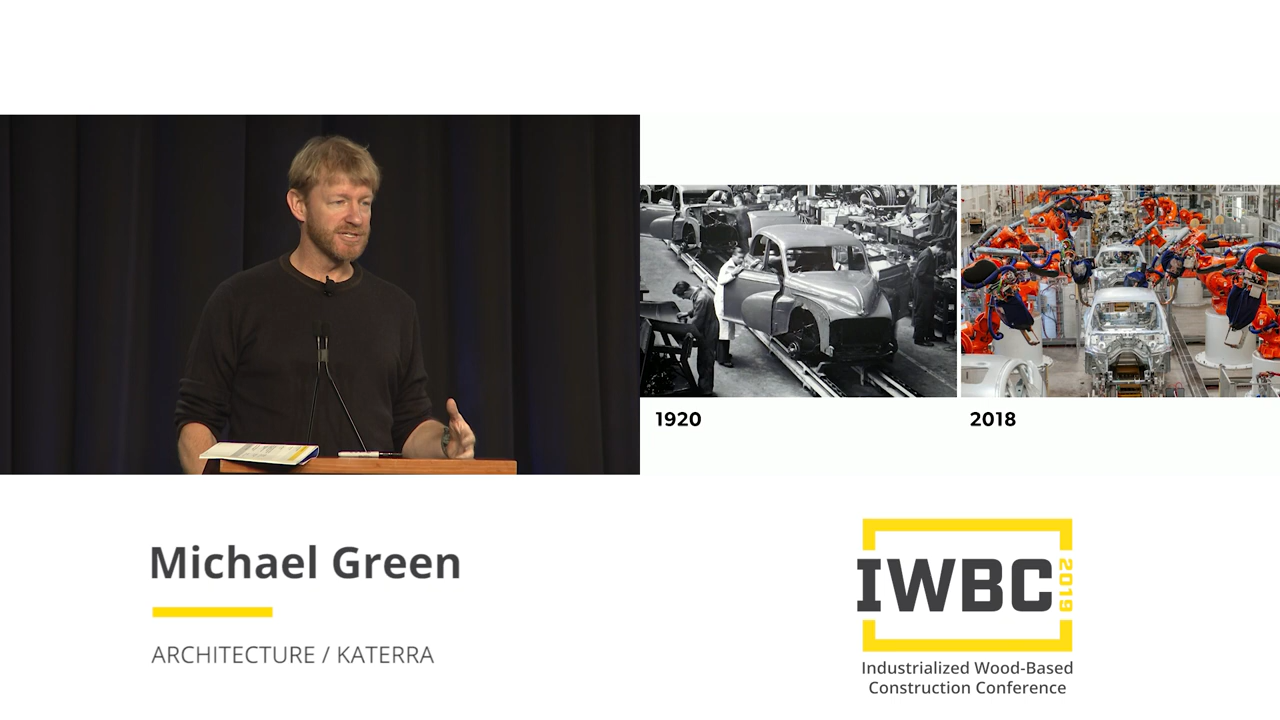 1920
2018
Michael Green
ARCHITECTURE / KATERRA
IWBC
2019
Industrialized Wood-Based
Construction Conference